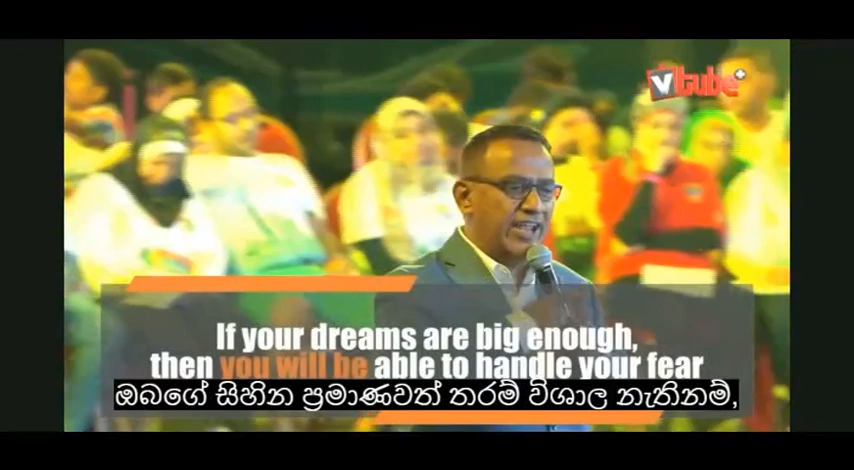 vtube+
If your dreams are big enough,
then you will be able to handle your fear
ඔබගේ සිහින ප්‍රමාණවත් තරම් විශාල නැතිනම්,